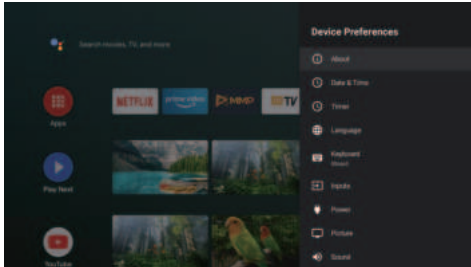 Search movies, TV, and more
Apps
NETFLIX
prime video
MMP
TV
Play Next
YouTube
Device Preferences
About
Date & Time
Timer
Language
Keyboard
Inputs
Power
Picture
Sound